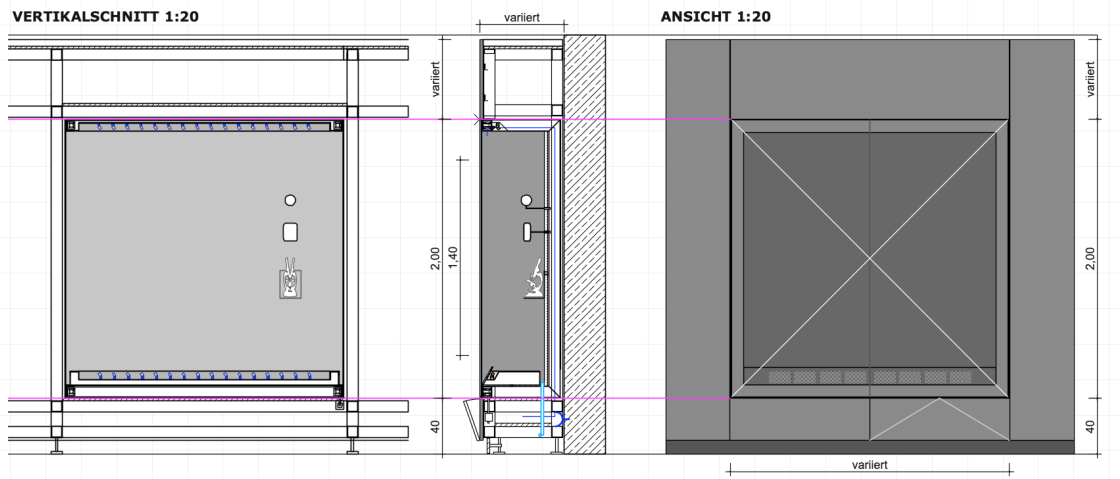 VERTIKALSCHNITT 1:20
variiert
ANSICHT 1:20
variiert
variiert
2,00
1,40
2,00
40
40
variiert